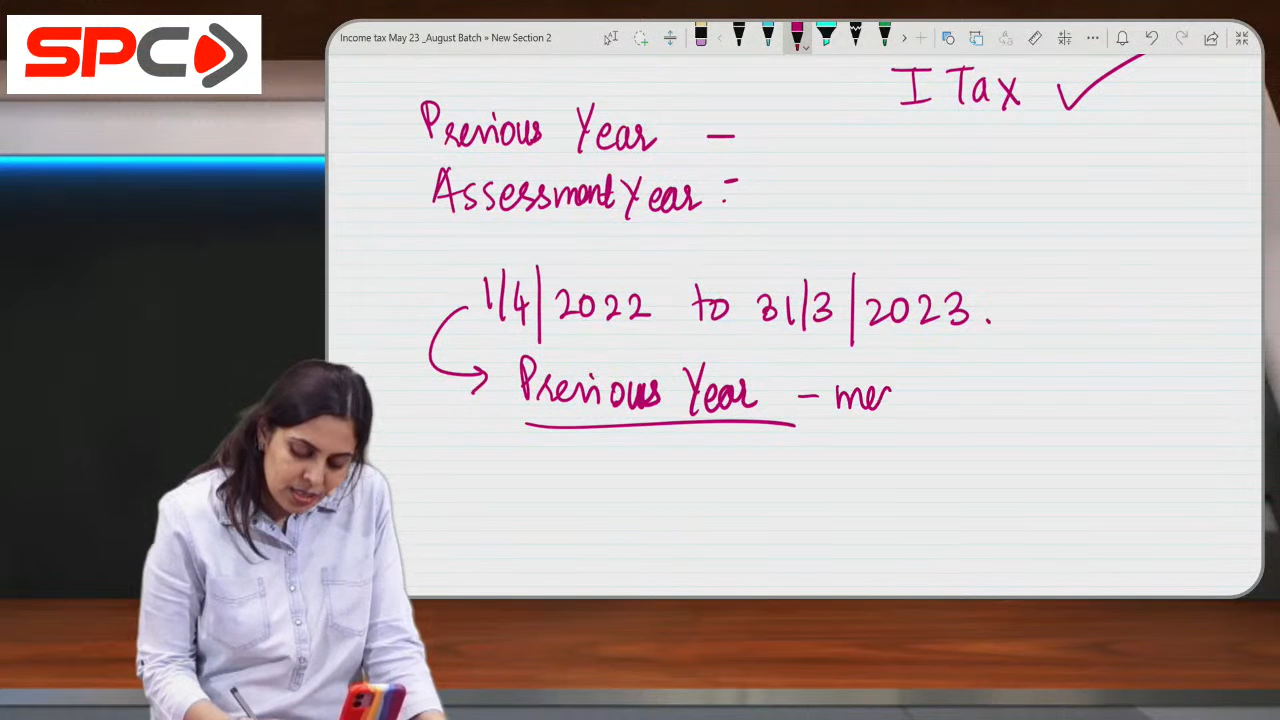 SPC
Income tax May 23 _August Batch » New Section 2
I Tax
Previous Year –
Assessment Year :-
1/4/2022 to 31/3/2023.
Previous Year – me